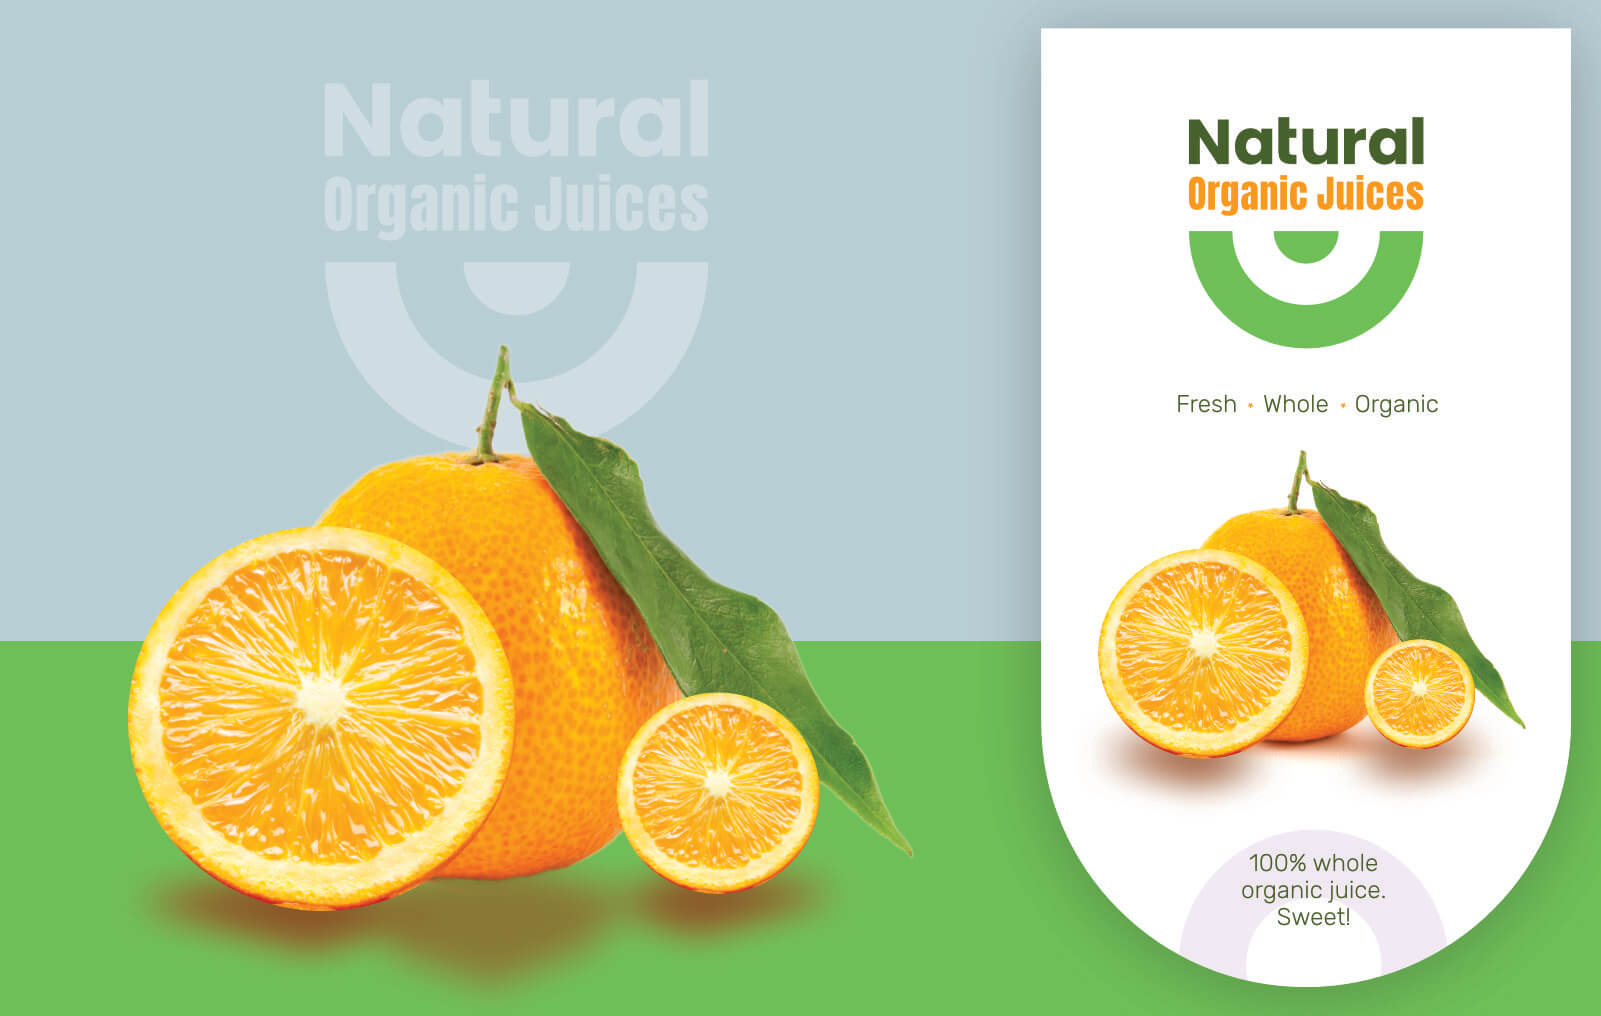 Natural
Organic Juices
Natural
Organic Juices
Fresh * Whole * Organic
100% whole
organic juice.
Sweet!